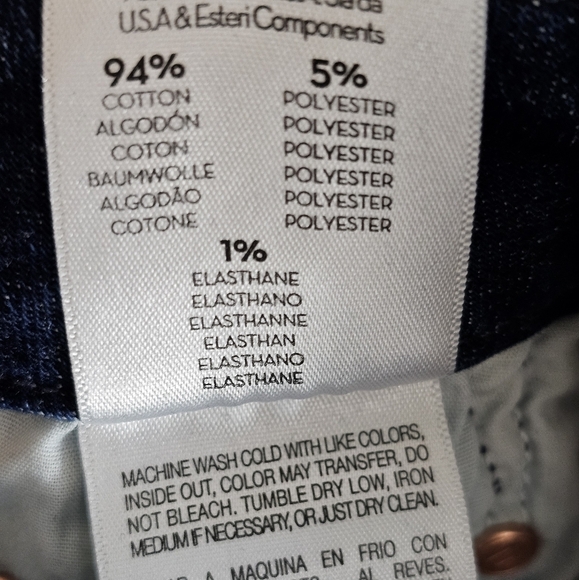 U.S.A & Esteri Components
94% 5%
COTTON POLYESTER
ALGODÓN POLYESTER
COTON POLYESTER
BAUMWOLLE POLYESTER
ALGODÃO POLYESTER
COTONE POLYESTER
1%
ELASTHANE
ELASTHANO
ELASTHANNE
ELASTHAN
ELASTHANO
ELASTHANE
MACHINE WASH COLD WITH LIKE COLORS,
INSIDE OUT, COLOR MAY TRANSFER, DO
NOT BLEACH. TUMBLE DRY LOW, IRON
MEDIUM IF NECESSARY, OR JUST DRY CLEAN.
A MAQUINA EN FRIO CON
AL REVES.